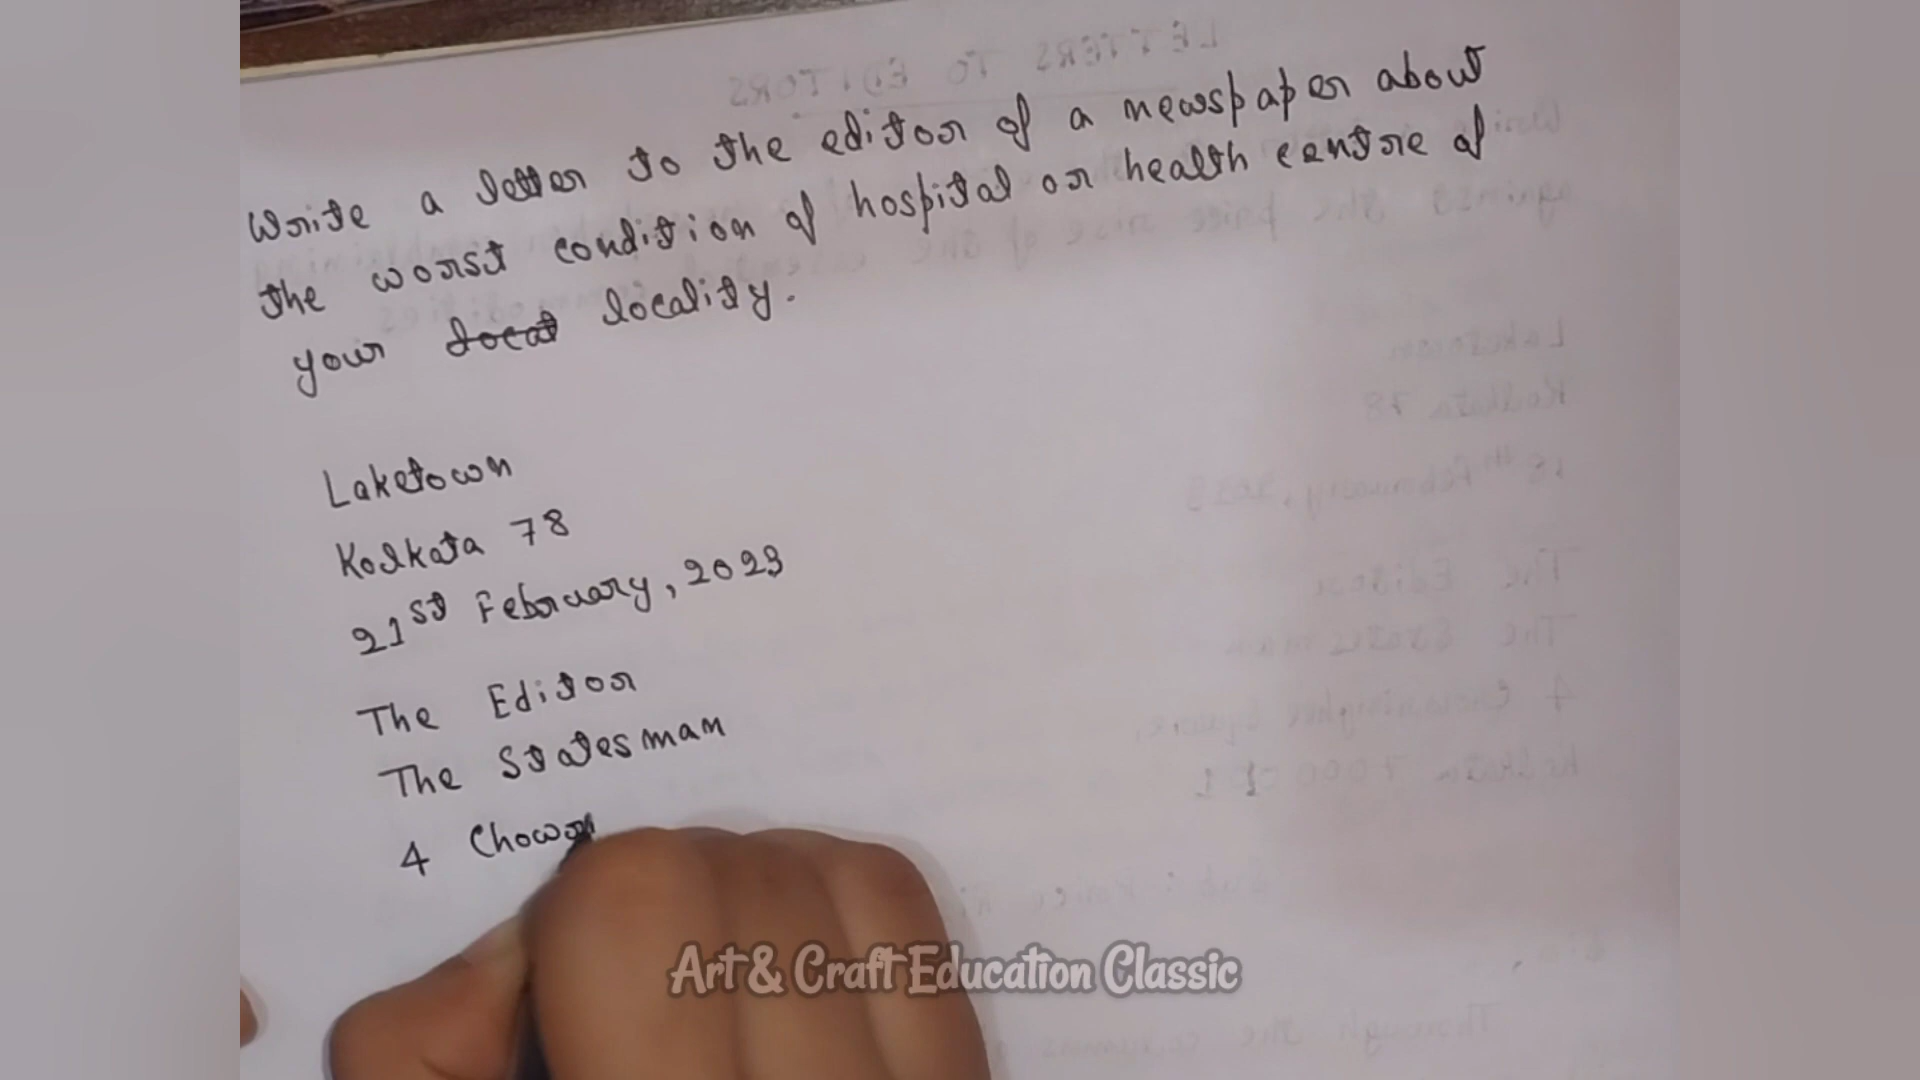 Write a letter to the editor of a newspaper about
the worst condition of hospital or health centre of
your local locality.
Laketown
Kolkata 78
21st February, 2023
The Editor
The Statesman
4 Chowr
Art & Craft Education Classic